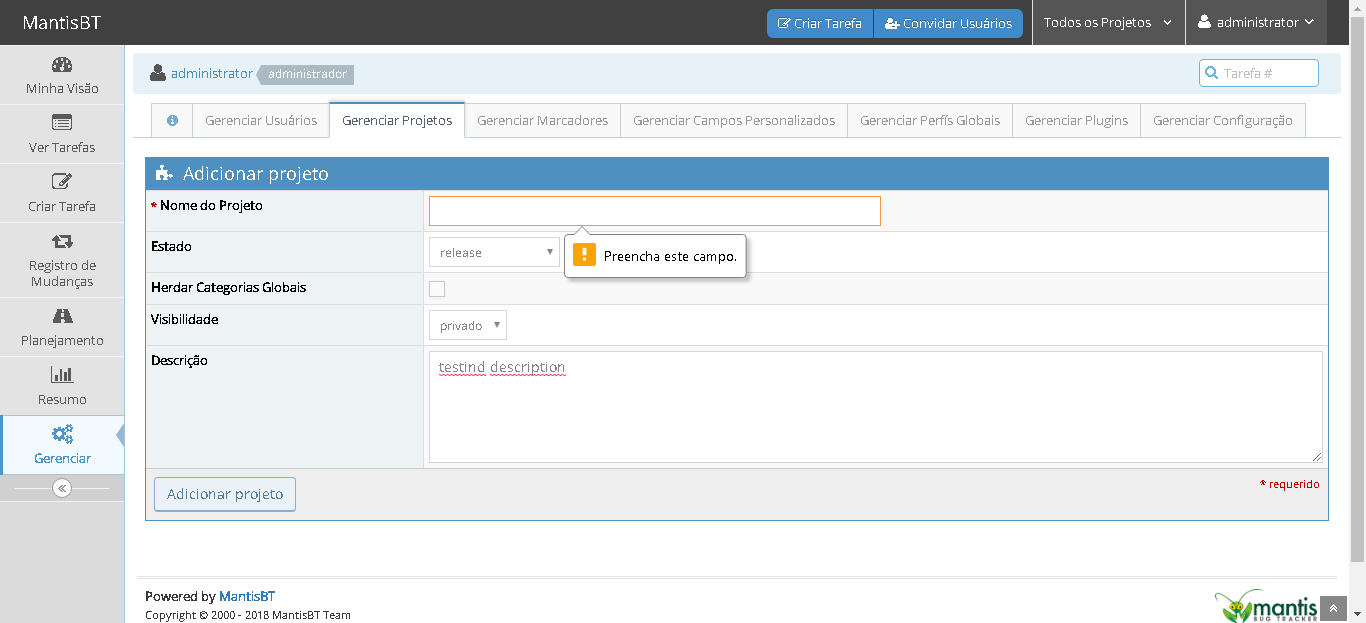 MantisBT
Criar Tarefa
Convidar Usuários
Todos os Projetos
administrator
Minha Visão
Ver Tarefas
Criar Tarefa
Registro de
Mudanças
Planejamento
Resumo
Gerenciar
administrator
administrador
Tarefa #
Gerenciar Usuários
Gerenciar Projetos
Gerenciar Marcadores
Gerenciar Campos Personalizados
Gerenciar Perfís Globais
Gerenciar Plugins
Gerenciar Configuração
Adicionar projeto
* Nome do Projeto
Estado
release
Preencha este campo.
Herdar Categorias Globais
Visibilidade
privado
Descrição
testind description
Adicionar projeto
* requerido
Powered by MantisBT
Copyright © 2000 - 2018 MantisBT Team
mantis
BUG TRACKER